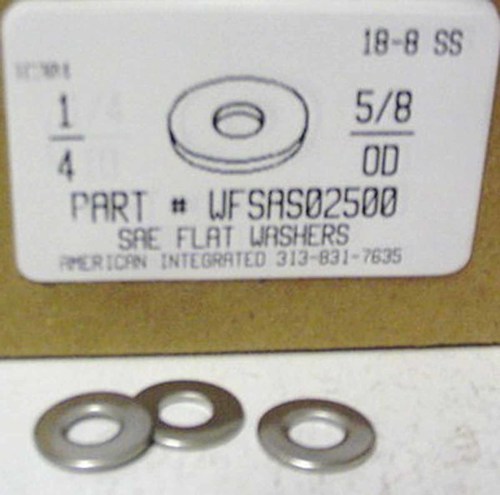 18-8 SS
1/4
5/8
OD
PART # WFSAS02500
SAE FLAT WASHERS
AMERICAN INTEGRATED 313-831-7635